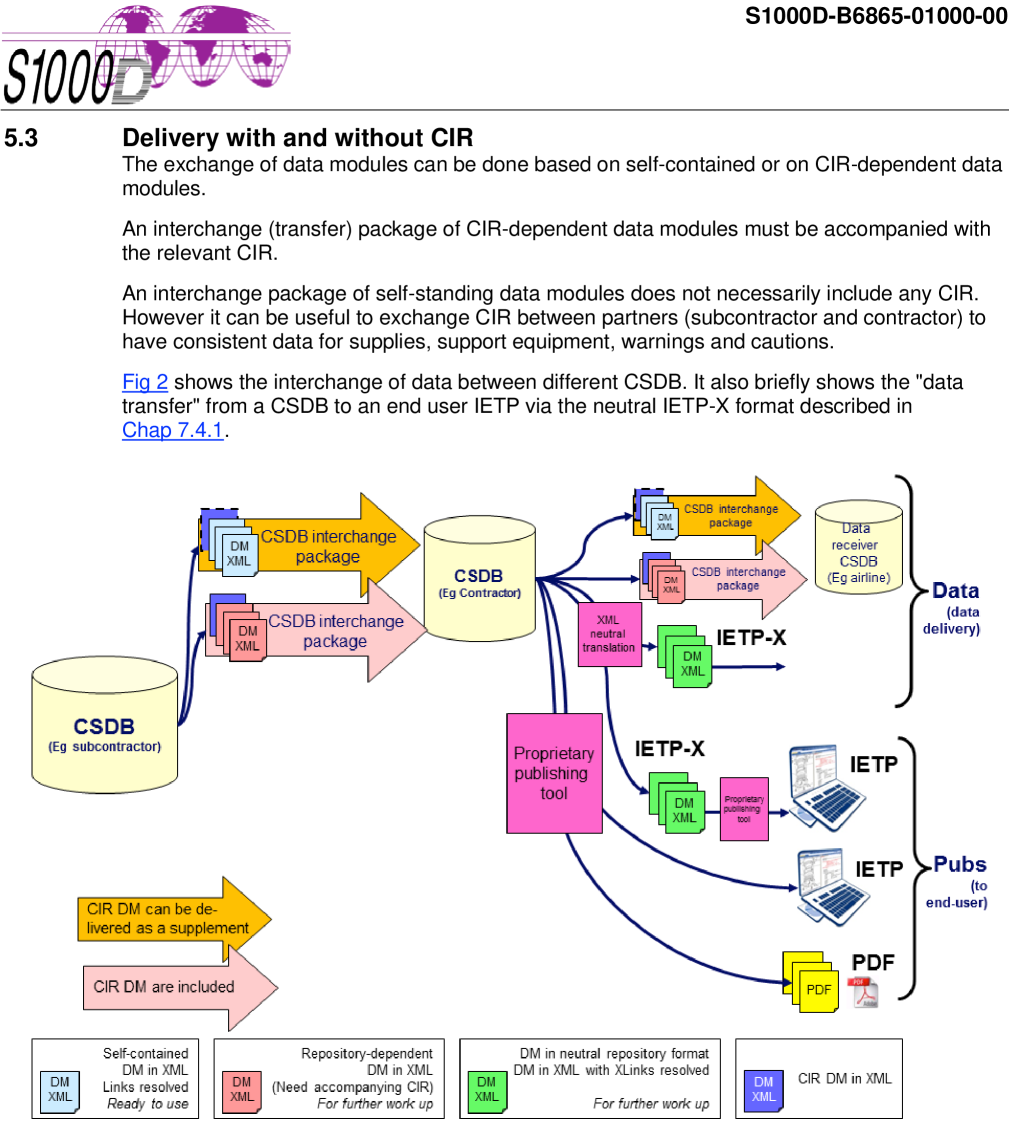 S1000D-B6865-01000-00
S1000D
5.3 Delivery with and without CIR
The exchange of data modules can be done based on self-contained or on CIR-dependent data
modules.
An interchange (transfer) package of CIR-dependent data modules must be accompanied with
the relevant CIR.
An interchange package of self-standing data modules does not necessarily include any CIR.
However it can be useful to exchange CIR between partners (subcontractor and contractor) to
have consistent data for supplies, support equipment, warnings and cautions.
Fig 2 shows the interchange of data between different CSDB. It also briefly shows the "data
transfer" from a CSDB to an end user IETP via the neutral IETP-X format described in
Chap 7.4.1.
DM
XML
CSDB interchange
package
DM
XML
CSDB interchange
package
CSDB
(Eg subcontractor)
CSDB
(Eg Contractor)
DM
XML
CSDB interchange
package
DM
XML
CSDB interchange
package
Data
receiver
CSDB
(Eg airline)
Data
(data
delivery)
XML
neutral
translation
DM
XML
IETP-X
Proprietary
publishing
tool
IETP-X
DM
XML
Proprietary
publishing
tool
IETP
IETP
Pubs
(to
end-user)
PDF
PDF
PDF
Adobe
CIR DM can be de-
livered as a supplement
CIR DM are included
DM
XML
Self-contained
DM in XML
Links resolved
Ready to use
DM
XML
Repository-dependent
DM in XML
(Need accompanying CIR)
For further work up
DM
XML
DM in neutral repository format
DM in XML with XLinks resolved
For further work up
DM
XML
CIR DM in XML